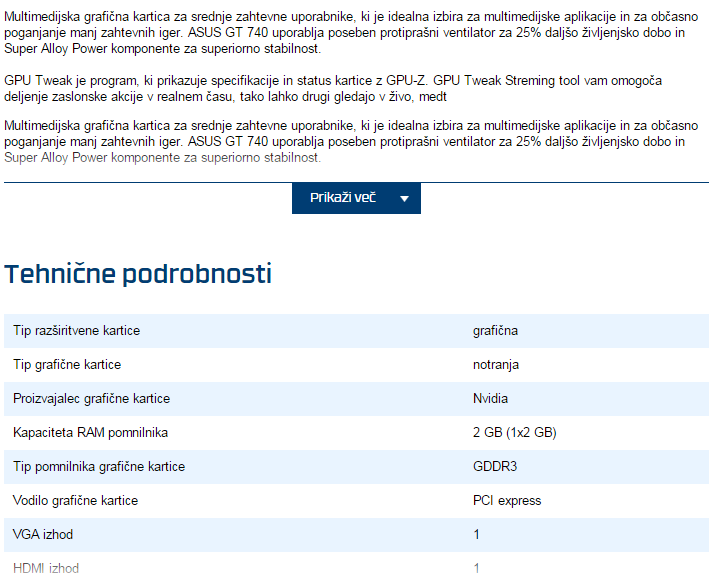 Multimedijska grafična kartica za srednje zahtevne uporabnike, ki je idealna izbira za multimedijske aplikacije in za občasno
poganjanje manj zahtevnih iger. ASUS GT 740 uporablja poseben protiprašni ventilator za 25% daljšo življenjsko dobo in
Super Alloy Power komponente za superiorno stabilnost.
GPU Tweak je program, ki prikazuje specifikacije in status kartice z GPU-Z. GPU Tweak Streming tool vam omogoča
deljenje zaslonske akcije v realnem času, tako lahko drugi gledajo v živo, medt
Multimedijska grafična kartica za srednje zahtevne uporabnike, ki je idealna izbira za multimedijske aplikacije in za občasno
poganjanje manj zahtevnih iger. ASUS GT 740 uporablja poseben protiprašni ventilator za 25% daljšo življenjsko dobo in
Super Alloy Power komponente za superiorno stabilnost.
Prikaži več
Tehnične podrobnosti
Tip razširitvene kartice grafična
Tip grafične kartice notranja
Proizvajalec grafične kartice Nvidia
Kapaciteta RAM pomnilnika 2 GB (1x2 GB)
Tip pomnilnika grafične kartice GDDR3
Vodilo grafične kartice PCI express
VGA izhod 1
HDMI izhod 1